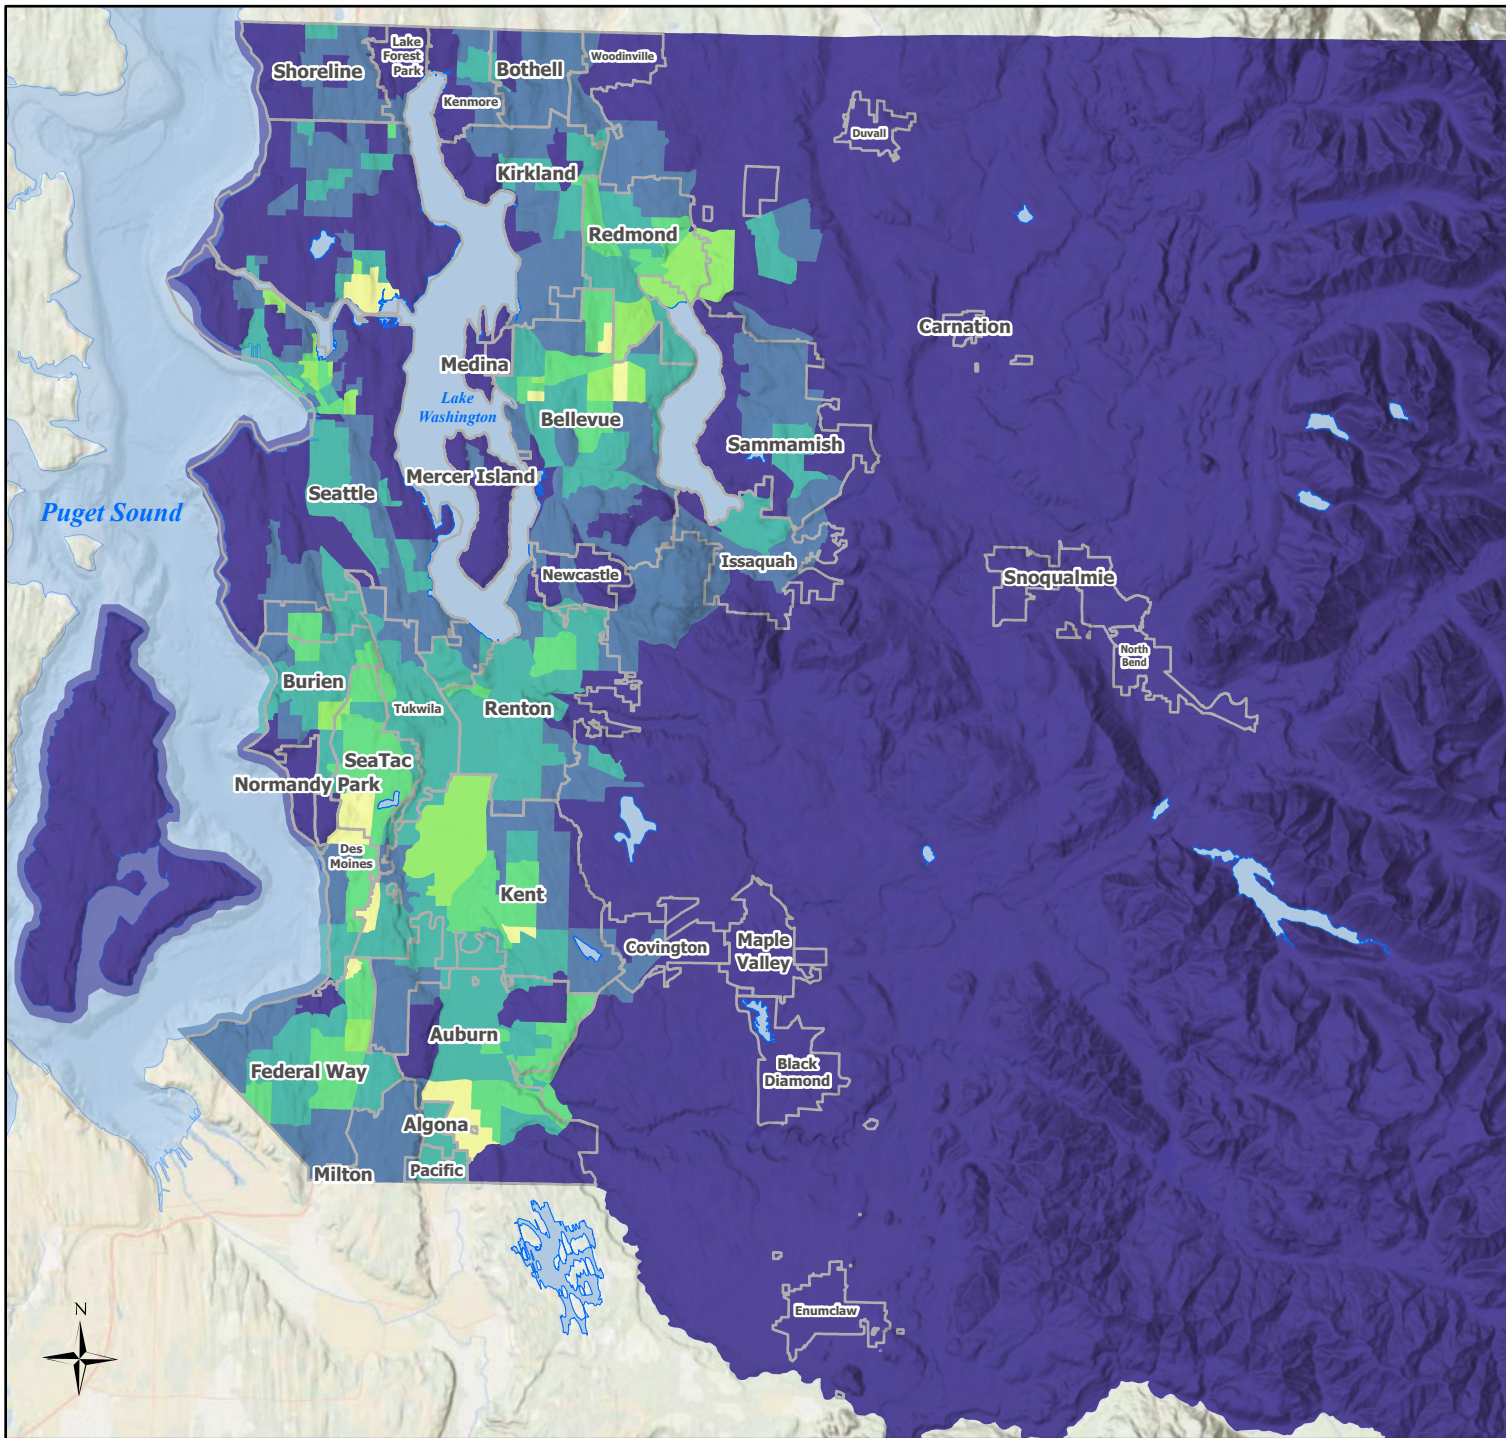 Shoreline
Lake
Forest
Park
Bothell
Woodinville
Kenmore
Duvall
Kirkland
Redmond
Carnation
Medina
Lake
Washington
Bellevue
Sammamish
Mercer Island
Seattle
Puget Sound
Issaquah
Newcastle
Snoqualmie
North
Bend
Burien
Tukwila
Renton
SeaTac
Normandy Park
Des
Moines
Kent
Covington
Maple
Valley
Auburn
Federal Way
Black
Diamond
Algona
Pacific
Milton
Enumclaw
N